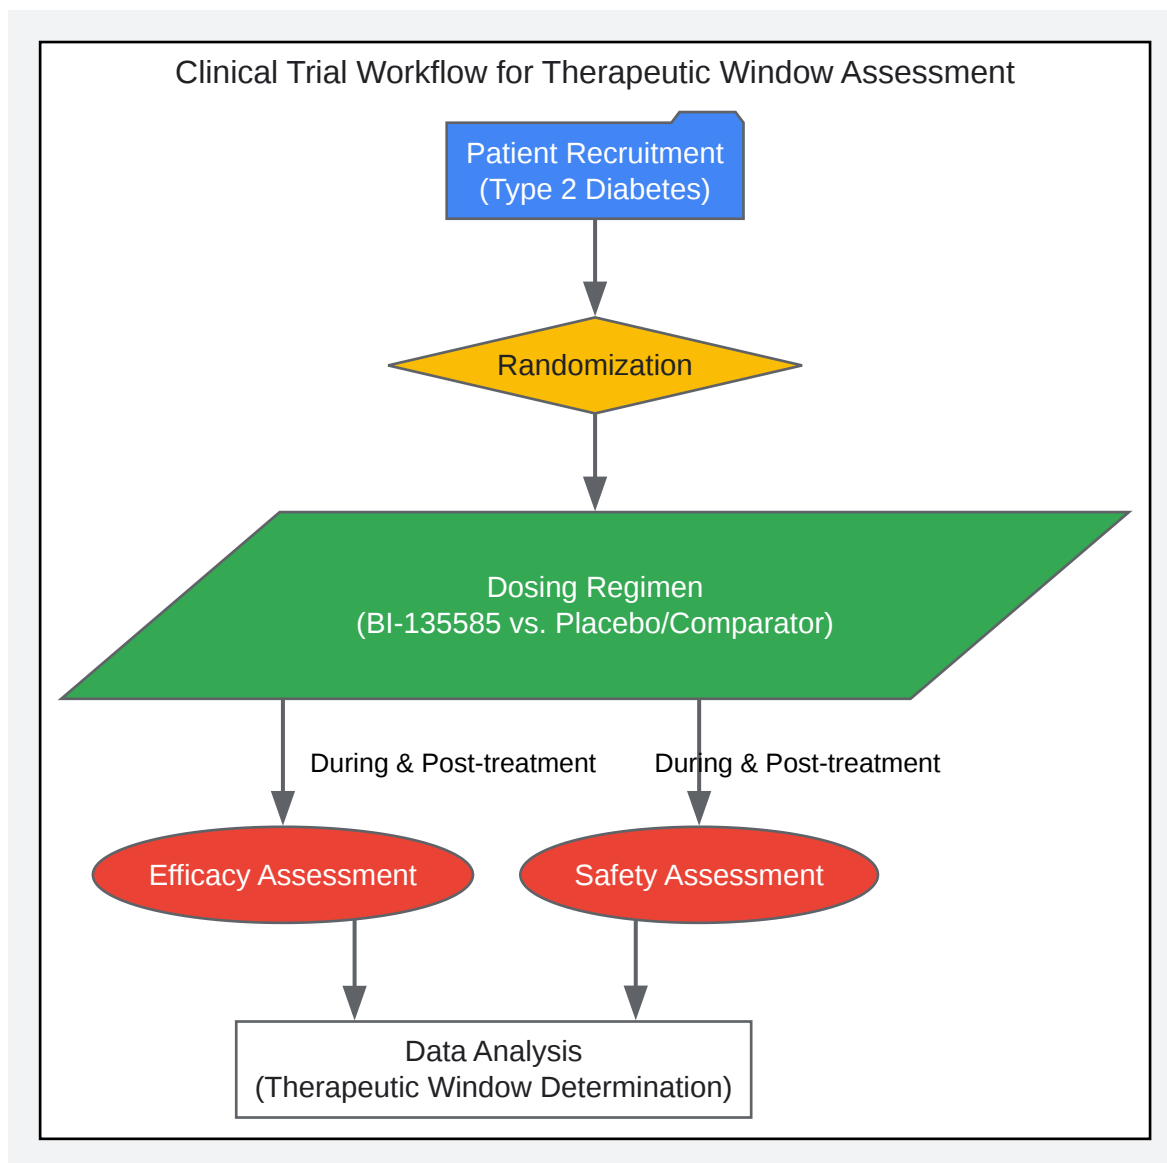 Clinical Trial Workflow for Therapeutic Window Assessment
Patient Recruitment
(Type 2 Diabetes)
Randomization
Dosing Regimen
(BI-135585 vs. Placebo/Comparator)
During & Post-treatment
During & Post-treatment
Efficacy Assessment
Safety Assessment
Data Analysis
(Therapeutic Window Determination)